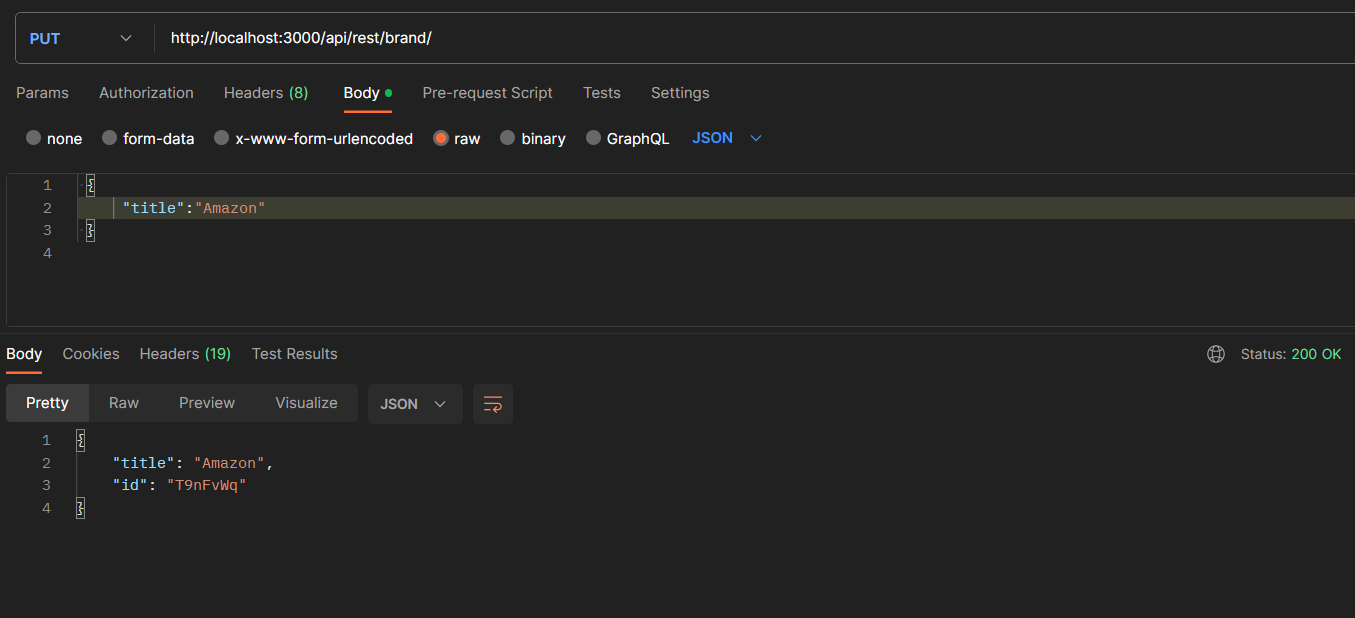 PUT http://localhost:3000/api/rest/brand/
Params Authorization Headers (8) Body Pre-request Script Tests Settings
none form-data x-www-form-urlencoded raw binary GraphQL JSON
1 {
2 "title":"Amazon"
3 }
4
Body Cookies Headers (19) Test Results Status: 200 OK
Pretty Raw Preview Visualize JSON
1 {
2 "title": "Amazon",
3 "id": "T9nFvWq"
4 }